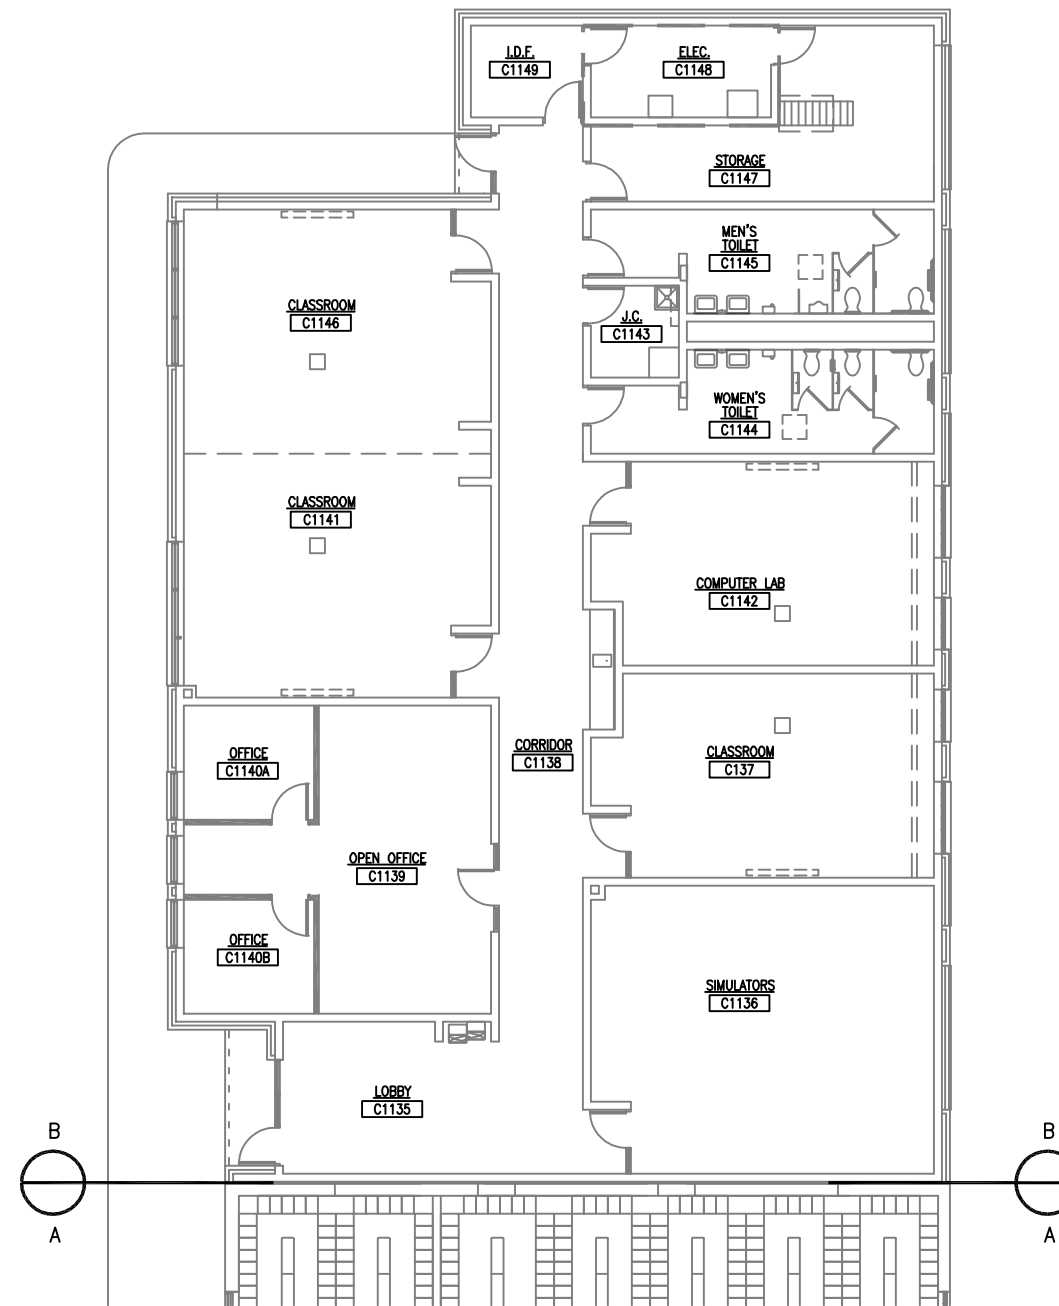 I.D.F.
C1149
ELEC.
C1148
STORAGE
C1147
MEN'S
TOILET
C1145
CLASSROOM
C1146
J.C.
C1143
WOMEN'S
TOILET
C1144
CLASSROOM
C1141
COMPUTER LAB
C1142
CORRIDOR
C1138
CLASSROOM
C137
OFFICE
C1140A
OPEN OFFICE
C1139
OFFICE
C1140B
SIMULATORS
C1136
LOBBY
C1135
B
B
A
A